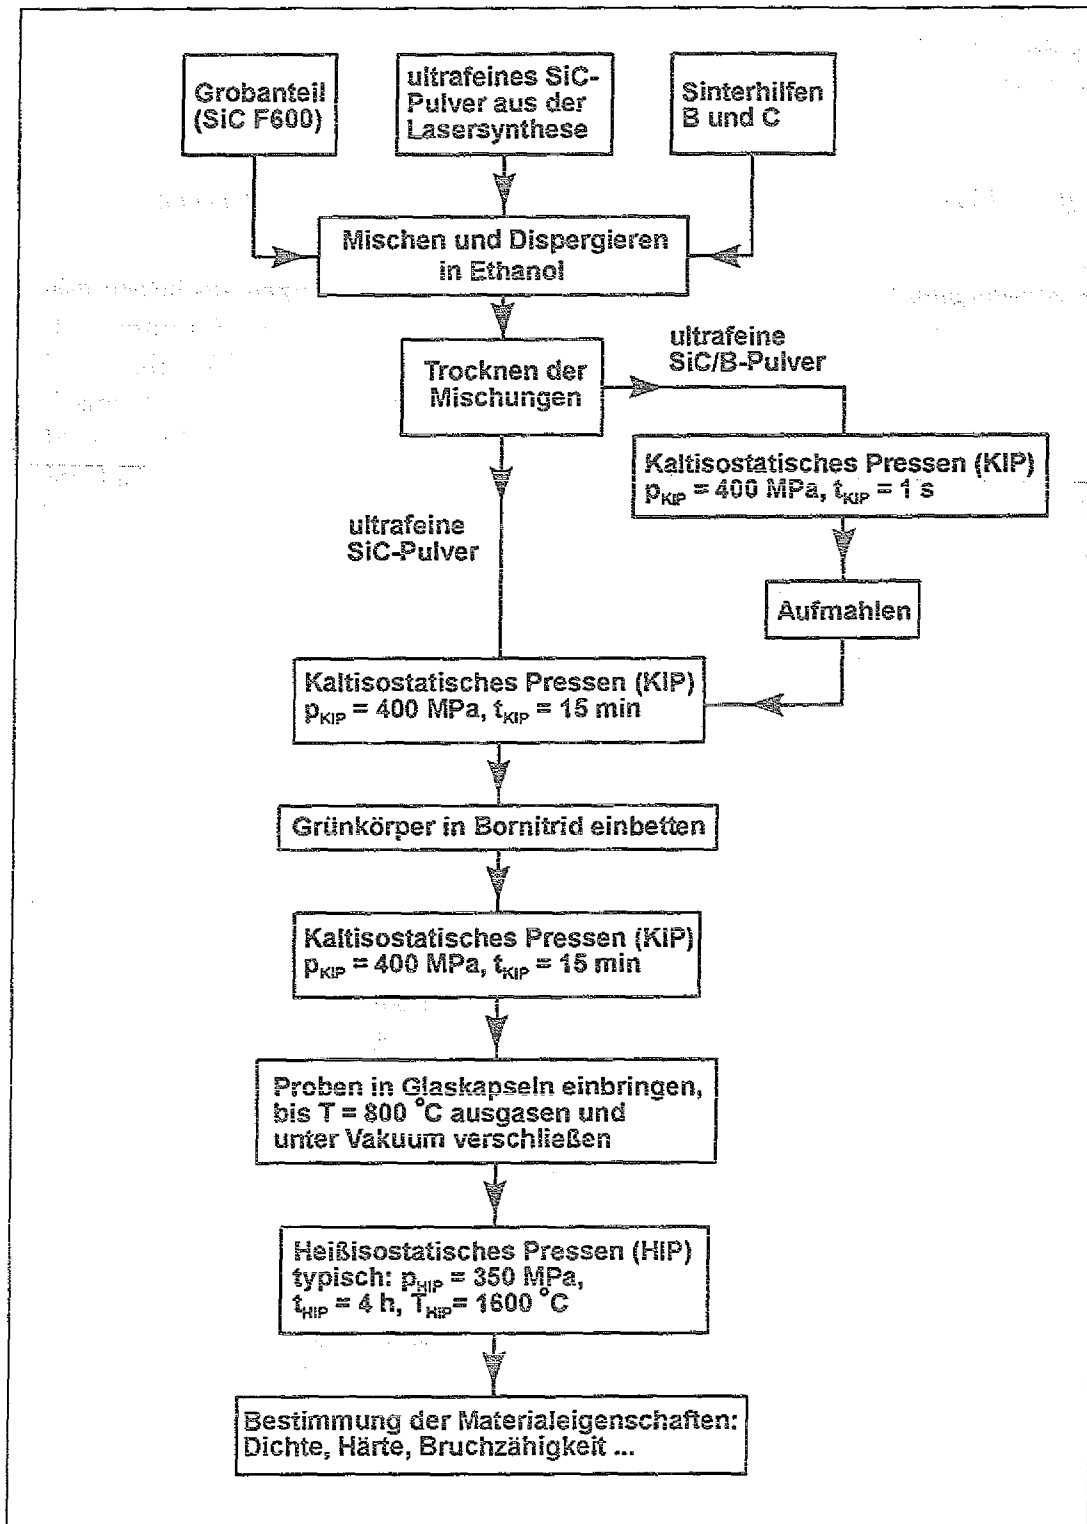 Grobanteil
(SiC F600)
ultrafeines SiC-
Pulver aus der
Lasersynthese
Sinterhilfen
B und C
Mischen und Dispergieren
in Ethanol
Trocknen der
Mischungen
ultrafeine
SiC/B-Pulver
Kaltisostatisches Pressen (KIP)
pKIP = 400 MPa, tKIP = 1 s
ultrafeine
SiC-Pulver
Aufmahlen
Kaltisostatisches Pressen (KIP)
pKIP = 400 MPa, tKIP = 15 min
Grünkörper in Bornitrid einbetten
Kaltisostatisches Pressen (KIP)
pKIP = 400 MPa, tKIP = 15 min
Proben in Glaskapseln einbringen,
bis T = 800 °C ausgasen und
unter Vakuum verschließen
Heißisostatisches Pressen (HIP)
typisch: pHIP = 350 MPa,
tHIP = 4 h, THIP = 1600 °C
Bestimmung der Materialeigenschaften:
Dichte, Härte, Bruchzähigkeit ...